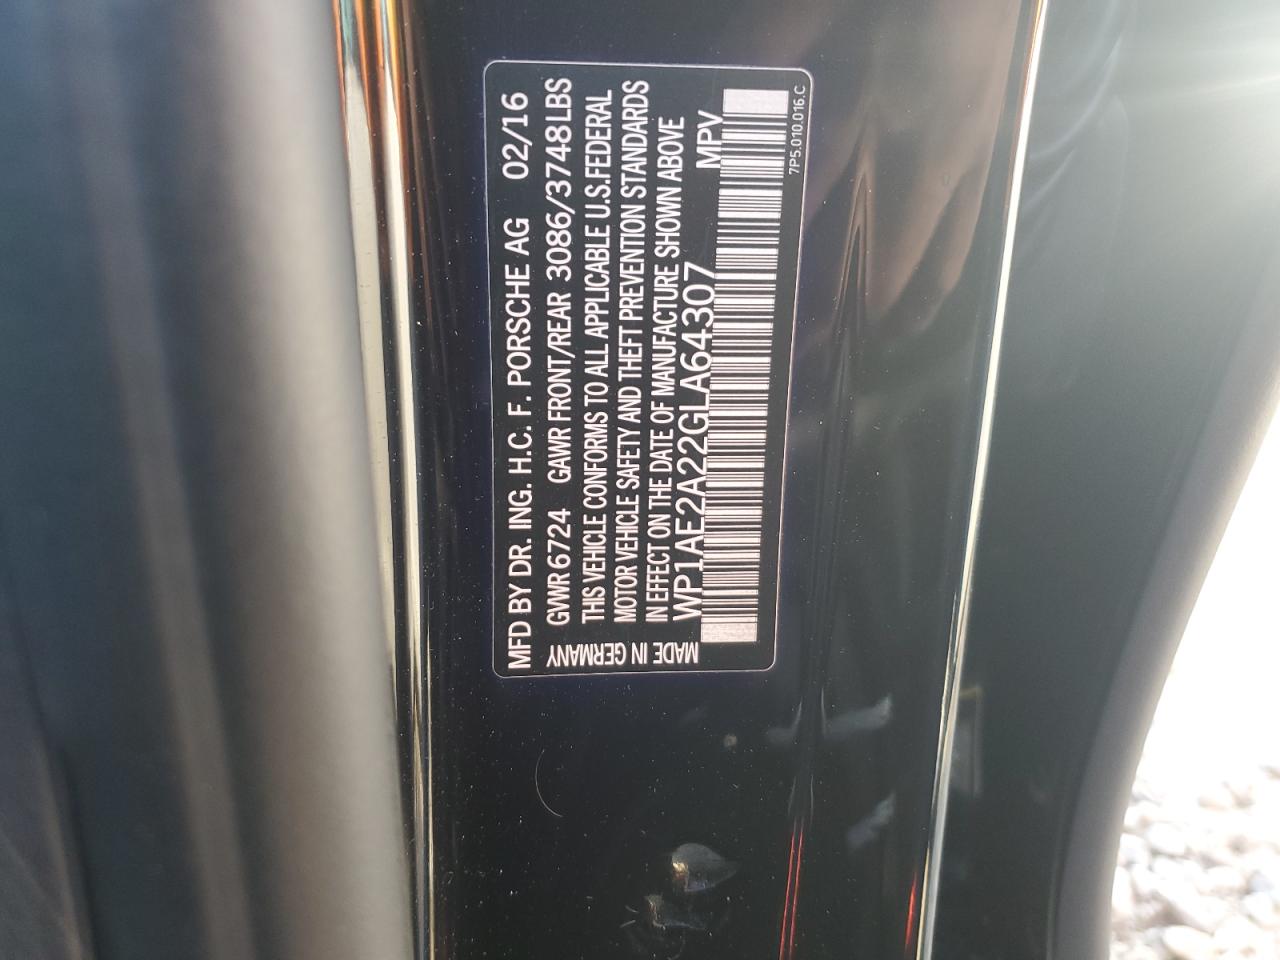 MFD BY DR. ING. H.C. F. PORSCHE AG 02/16
GVWR 6724 GAWR FRONT/REAR 3086/3748LBS
THIS VEHICLE CONFORMS TO ALL APPLICABLE U.S.FEDERAL
MOTOR VEHICLE SAFETY AND THEFT PREVENTION STANDARDS
IN EFFECT ON THE DATE OF MANUFACTURE SHOWN ABOVE
WP1AE2A22GLA64307 MPV
MADE IN GERMANY
7P5.010.016.C